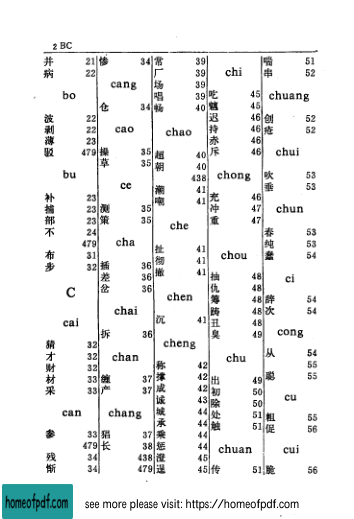 2 BC
并 21
病 22
bo
波 22
剥 22
薄 23
驳 479
bu
补 23
捕 23
部 23
不 24
479
布 31
步 32
C
cai
猜 32
才 32
财 32
材 33
采 33
can
参 33
479
残 34
惭 34
惨 34
cang
仓 34
cao
操 35
草 35
ce
测 35
策 35
cha
插 36
差 36
岔 36
chai
拆 36
chan
缠 37
产 37
chang
猖 37
长 38
438
479
常 39
厂 39
场 39
唱 39
畅 40
chao
超 40
朝 40
438
潮 41
嘲 41
che
扯 41
彻 41
撤 41
chen
沉 41
cheng
称 42
撑 42
成 42
诚 43
城 44
承 44
乘 44
惩 44
澄 45
逞 45
chi
吃 45
魑 45
迟 46
持 46
赤 46
斥 46
chong
充 46
冲 47
重 47
chou
抽 48
仇 48
筹 48
踌 48
丑 48
臭 49
chu
出 49
初 50
除 50
处 51
触 51
chuan
传 51
喘 51
串 52
chuang
创 52
疮 52
chui
吹 53
垂 53
chun
春 53
纯 53
蠢 54
ci
辞 54
次 54
cong
从 54
55
聪 55
cu
粗 55
促 56
cui
脆 56
homeofpdf.com
see more please visit: https://homeofpdf.com